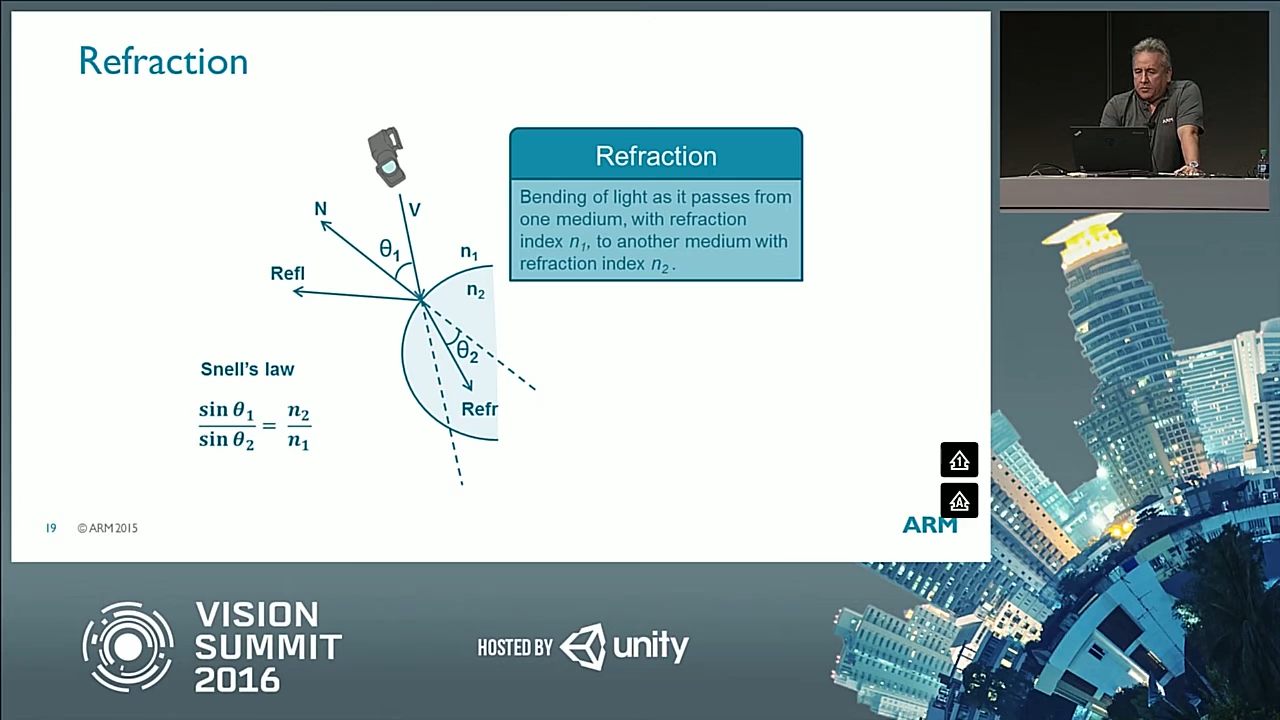 Refraction
N
V
θ1
n1
Refl
n2
θ2
Refr
Snell's law
sin θ1 / sin θ2 = n2 / n1
Refraction
Bending of light as it passes from
one medium, with refraction
index n1, to another medium with
refraction index n2.
19 © ARM 2015
1
A
ARM
ARM
VISION
SUMMIT
2016
HOSTED BY unity